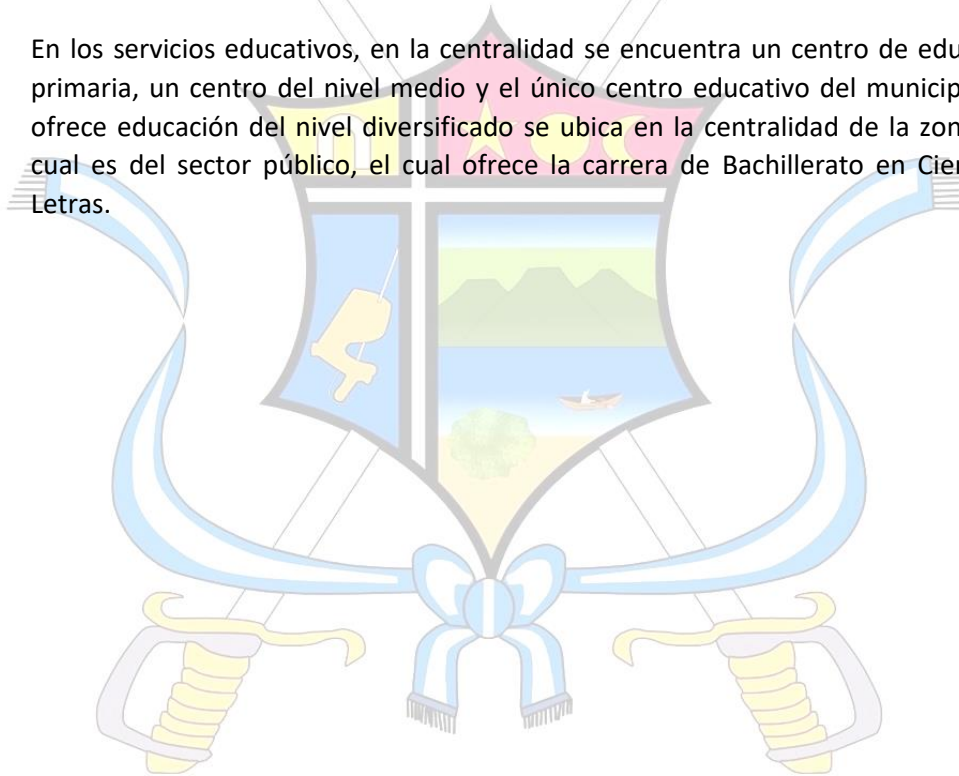 En los servicios educativos, en la centralidad se encuentra un centro de edu
primaria, un centro del nivel medio y el único centro educativo del municip
ofrece educación del nivel diversificado se ubica en la centralidad de la zon
cual es del sector público, el cual ofrece la carrera de Bachillerato en Cien
Letras.